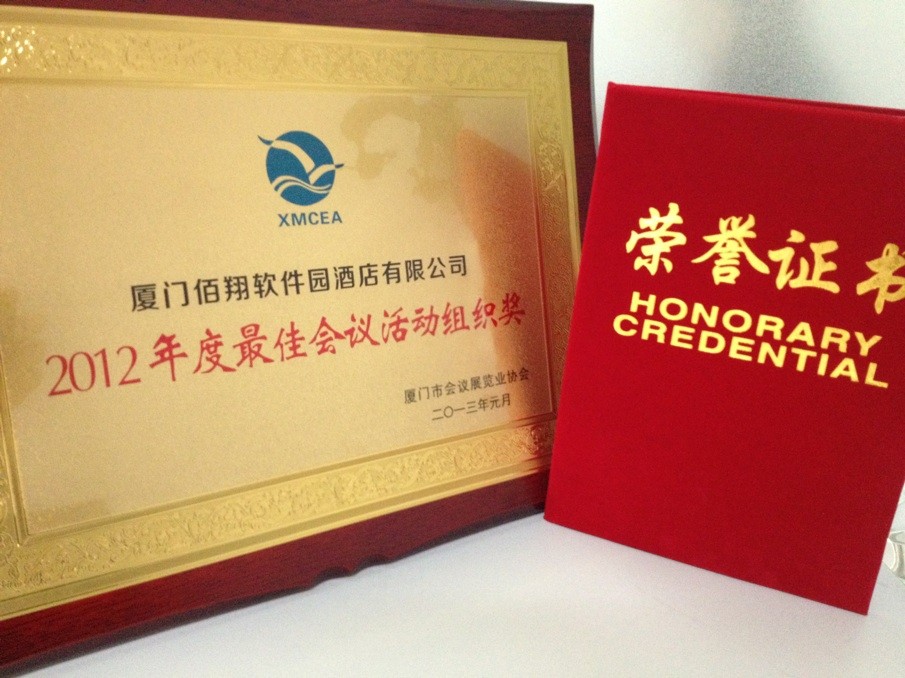 XMCEA
厦门佰翔软件园酒店有限公司
2012年度最佳会议活动组织奖
厦门市会议展览业协会
二〇一三年元月
荣誉证书
HONORARY
CREDENTIAL